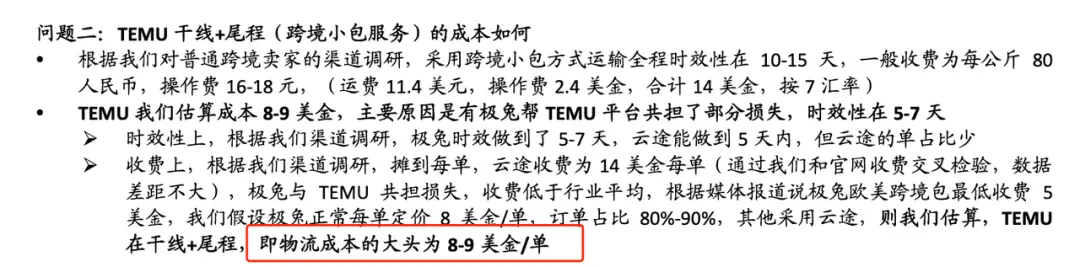 问题二：TEMU 干线+尾程（跨境小包服务）的成本如何
• 根据我们对普通跨境卖家的渠道调研，采用跨境小包方式运输全程时效性在 10-15 天，一般收费为每公斤 80
人民币，操作费 16-18 元，（运费 11.4 美元，操作费 2.4 美金，合计 14 美金，按 7 汇率）
• TEMU 我们估算成本 8-9 美金，主要原因是有极兔帮 TEMU 平台共担了部分损失，时效性在 5-7 天
➢ 时效性上，根据我们渠道调研，极兔时效做到了 5-7 天，云途能做到 5 天内，但云途的单占比少
➢ 收费上，根据我们渠道调研，摊到每单，云途收费为 14 美金每单（通过我们和官网收费交叉检验，数据
差距不大），极兔与 TEMU 共担损失，收费低于行业平均，根据媒体报道说极兔欧美跨境包最低收费 5
美金，我们假设极兔正常每单定价 8 美金/单，订单占比 80%-90%，其他采用云途，则我们估算，TEMU
在干线+尾程，即物流成本的大头为 8-9 美金/单